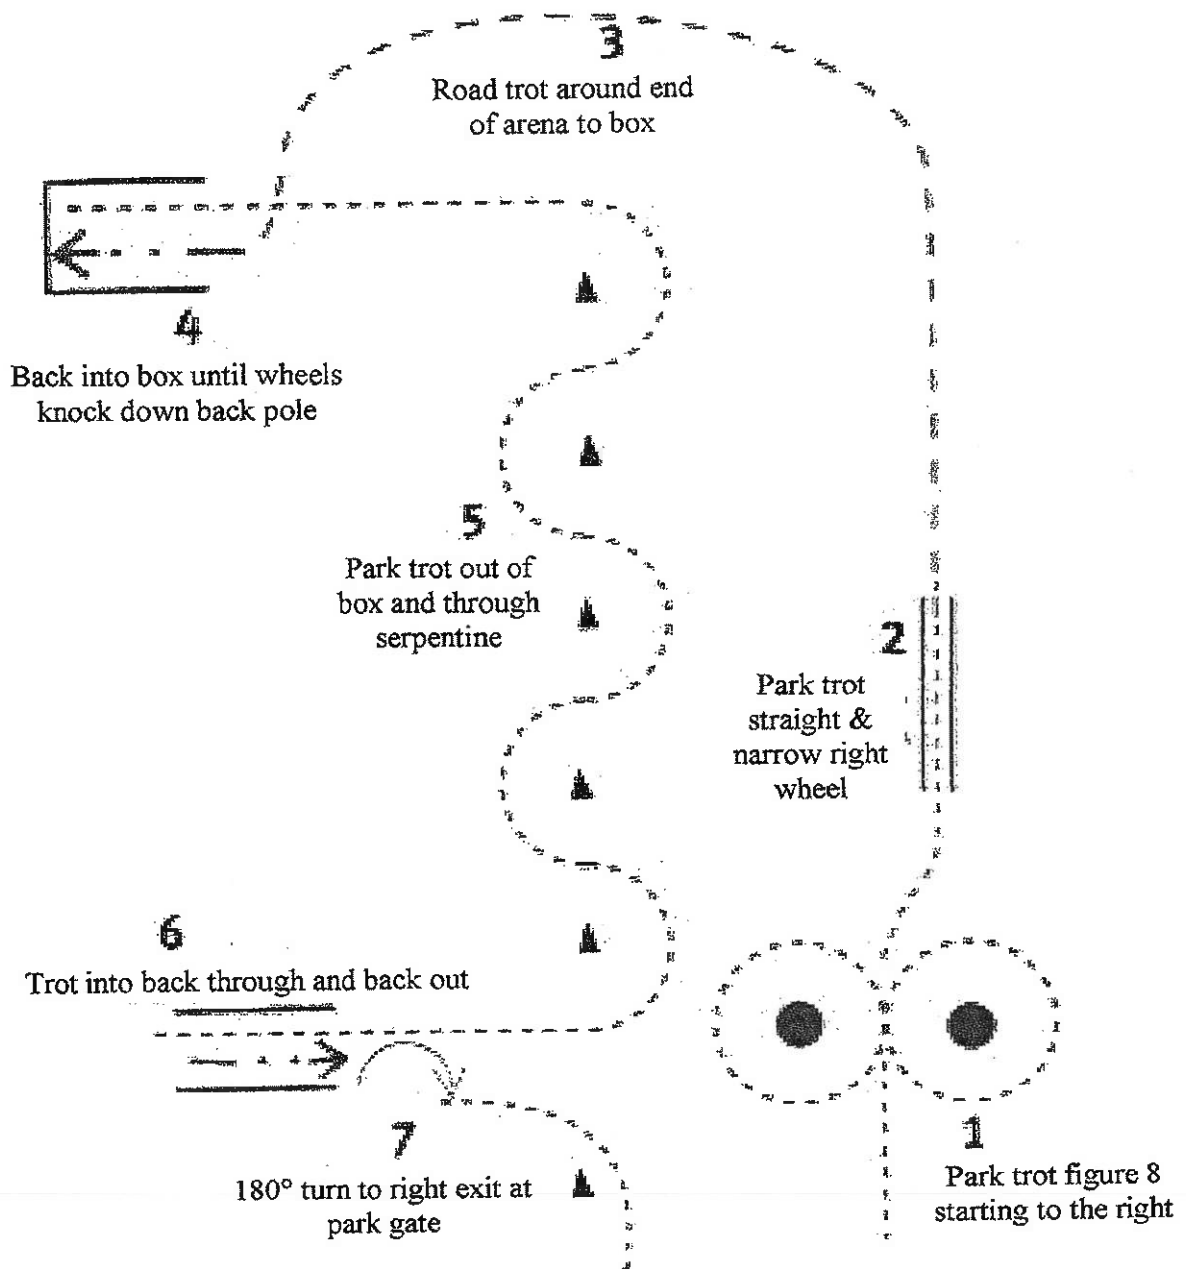 3
Road trot around end
of arena to box
4
Back into box until wheels
knock down back pole
5
Park trot out of
box and through
serpentine
2
Park trot
straight &
narrow right
wheel
6
Trot into back through and back out
7
180° turn to right exit at
park gate
1
Park trot figure 8
starting to the right